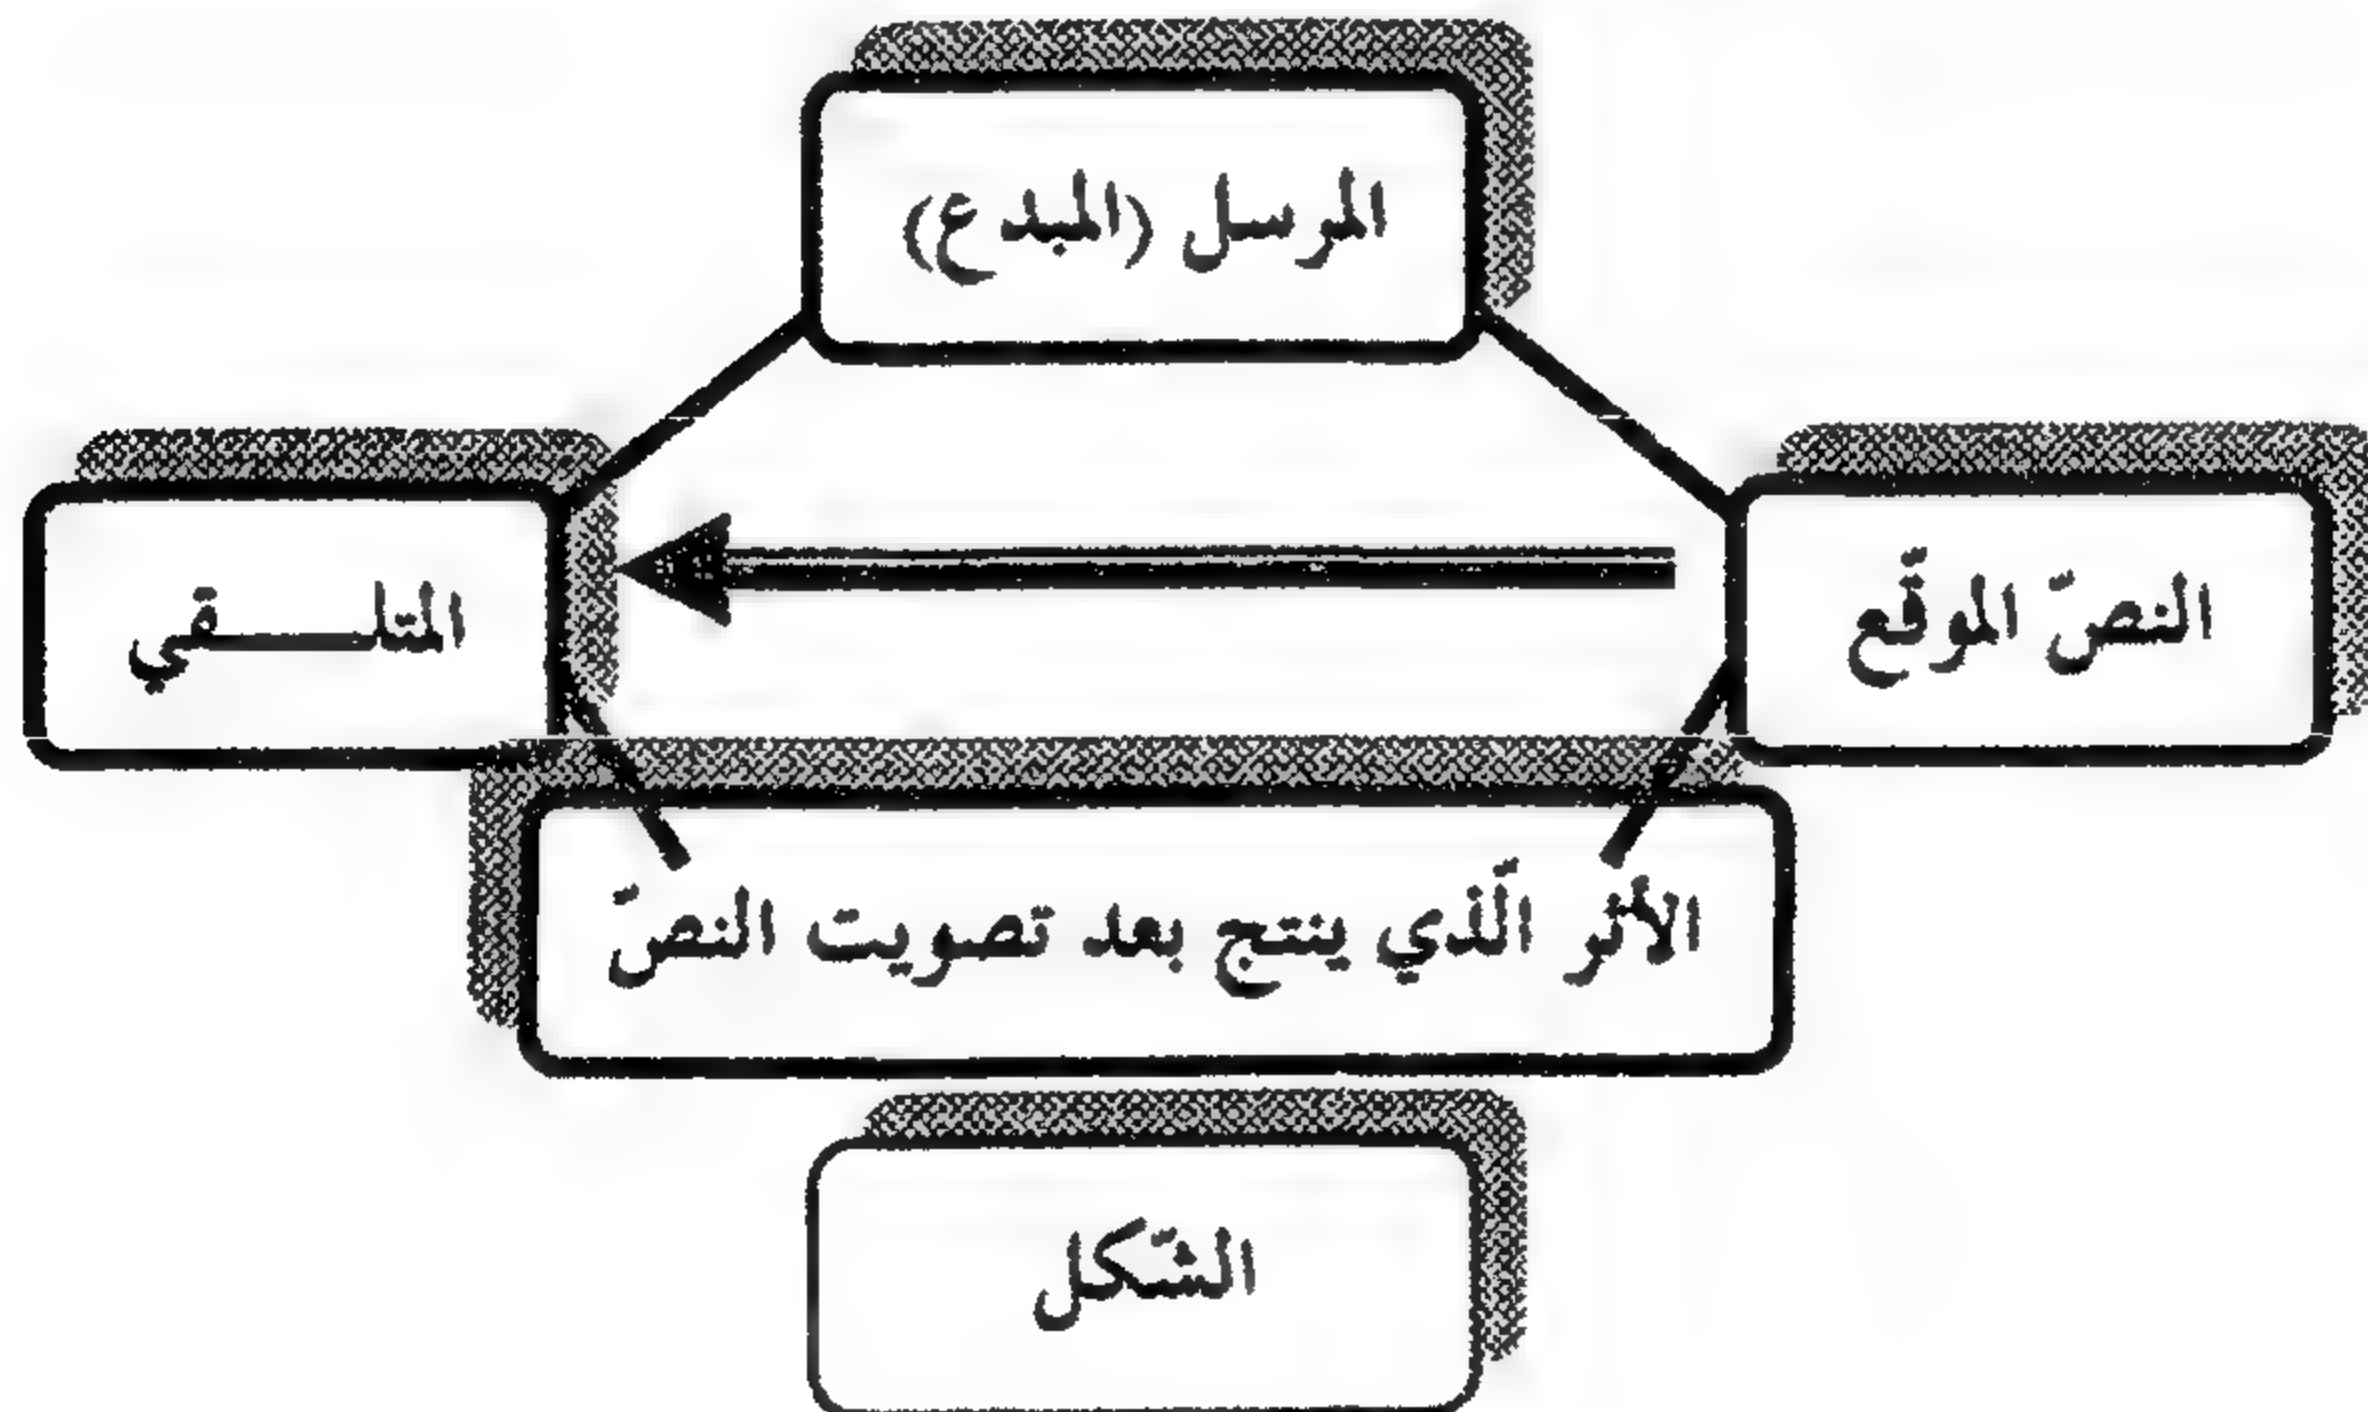 المرسل (المبدع)
النصّ الموقّع
المتلـــــقي
الأثر الّذي ينتج بعد تصويت النصّ
الشّكل